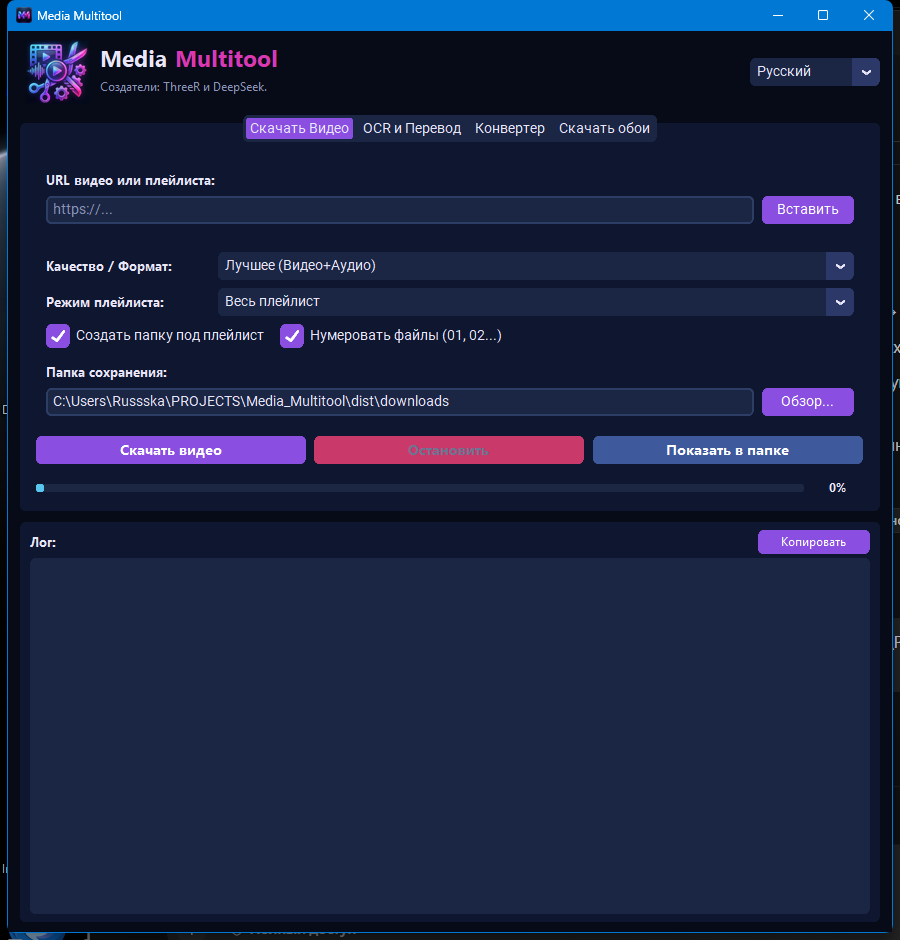 Media Multitool
Media Multitool
Создатели: ThreeR и DeepSeek.
Русский
Скачать Видео OCR и Перевод Конвертер Скачать обои
URL видео или плейлиста:
https://... Вставить
Качество / Формат: Лучшее (Видео+Аудио)
Режим плейлиста: Весь плейлист
Создать папку под плейлист Нумеровать файлы (01, 02...)
Папка сохранения:
C:\Users\Russska\PROJECTS\Media_Multitool\dist\downloads Обзор...
Скачать видео Остановить Показать в папке
0%
Лог: Копировать